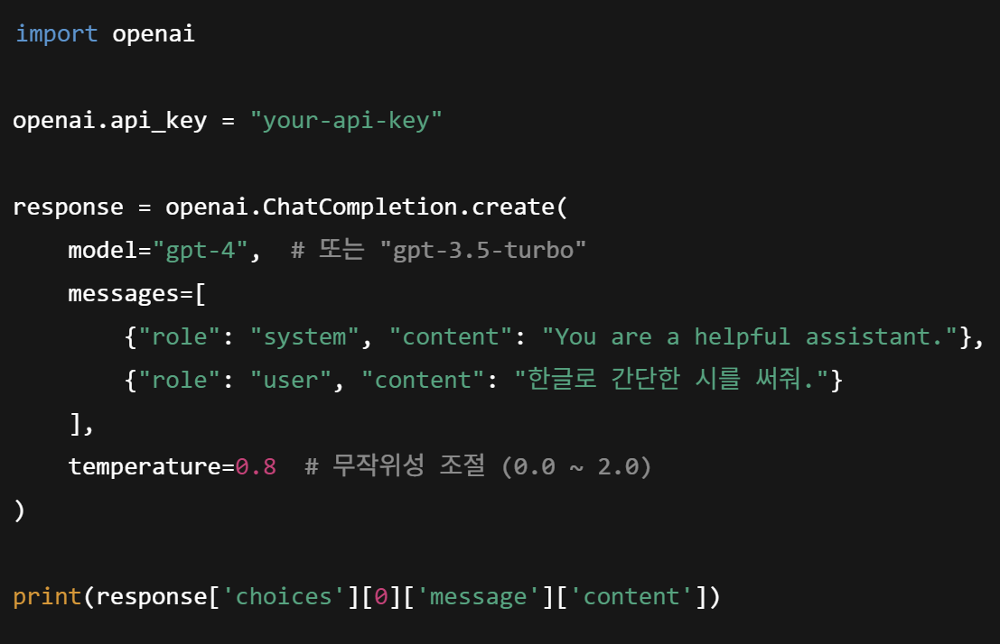 import openai
openai.api_key = "your-api-key"
response = openai.ChatCompletion.create(
    model="gpt-4",  # 또는 "gpt-3.5-turbo"
    messages=[
        {"role": "system", "content": "You are a helpful assistant."},
        {"role": "user", "content": "한글로 간단한 시를 써줘."}
    ],
    temperature=0.8  # 무작위성 조절 (0.0 ~ 2.0)
)
print(response['choices'][0]['message']['content'])